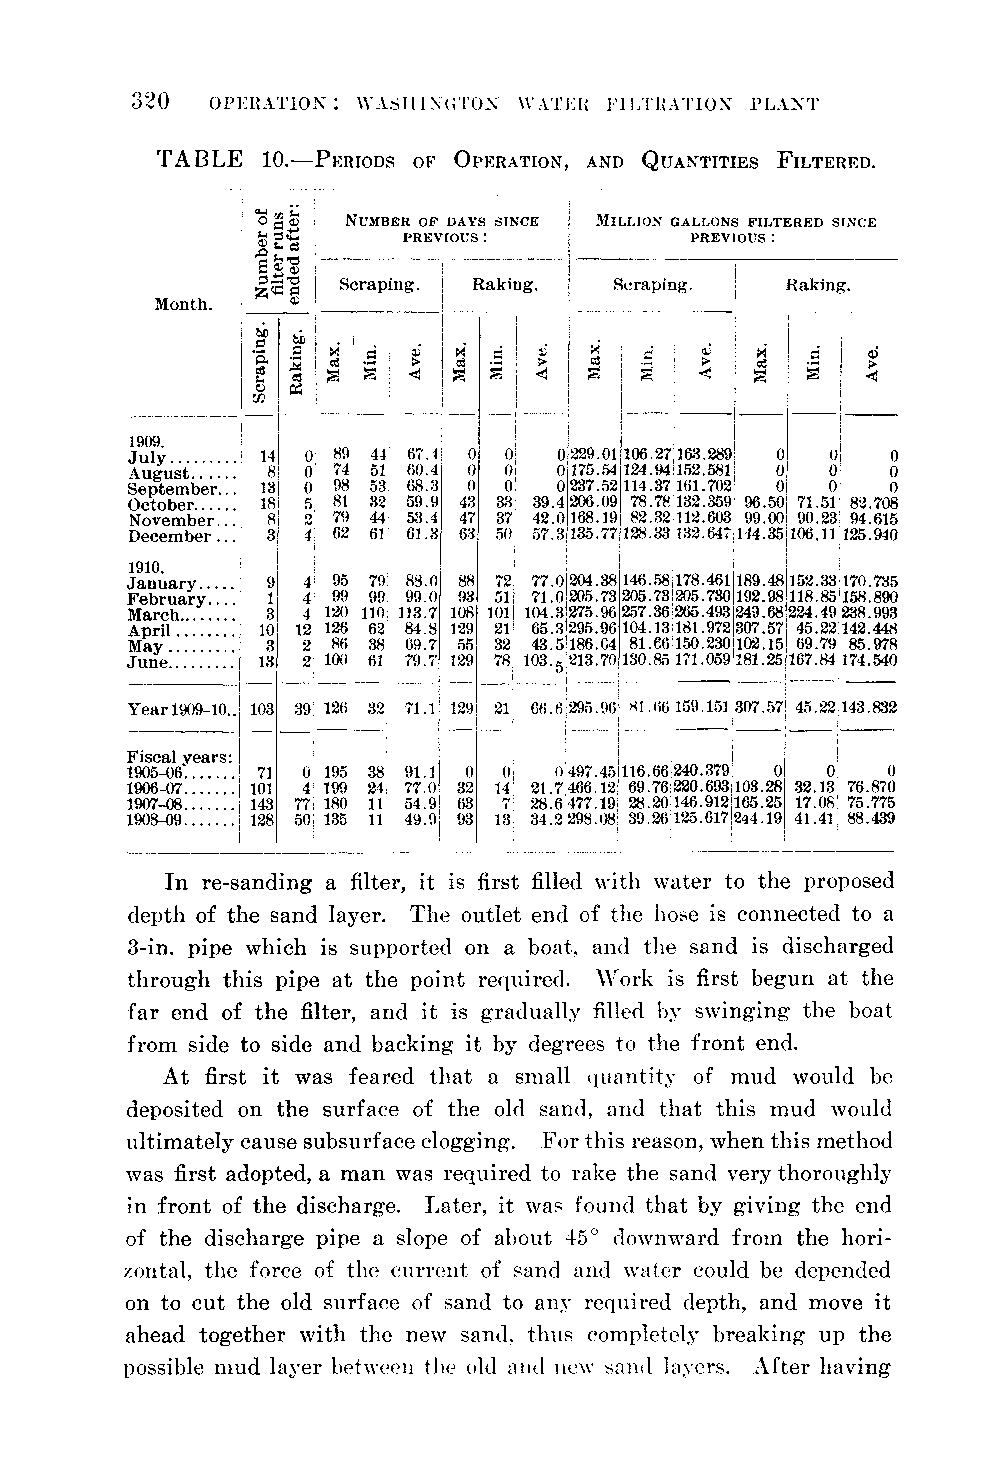 320 OPERATION: WASHINGTON WATER FILTRATION PLANT
TABLE 10.—Periods of Operation, and Quantities Filtered.
Month.
Number of filter runs ended after:
Number of days since previous:
Million gallons filtered since previous:
Scraping. Raking. Scraping. Raking.
Scraping. Raking. Max. Min. Ave. Max. Min. Ave. Max. Min. Ave. Max. Min. Ave.
1909.
July......... 14 0 89 44 67.4 0 0 0 229.01 106.27 163.289 0 0 0
August...... 8 0 74 51 60.4 0 0 0 175.54 124.94 152.581 0 0 0
September... 13 0 98 53 68.3 0 0 0 237.52 114.37 161.702 0 0 0
October...... 18 5 81 32 59.9 43 33 39.4 206.09 78.78 132.359 96.50 71.51 82.708
November... 8 2 79 44 53.4 47 37 42.0 168.19 82.32 112.603 99.00 90.23 94.615
December... 3 4 62 61 61.3 63 50 57.3 135.77 128.33 132.647 144.35 106.11 125.940
1910.
January..... 9 4 95 79 88.0 88 72 77.0 204.38 146.58 178.461 189.48 152.33 170.735
February.... 1 4 99 99 99.0 93 51 71.0 205.73 205.73 205.730 192.98 118.85 158.890
March........ 3 4 120 110 113.7 108 101 104.3 275.96 257.36 265.493 249.68 224.49 238.993
April........ 10 12 126 62 84.8 129 21 65.3 295.96 104.13 181.972 307.57 45.22 142.448
May.......... 3 2 86 38 69.7 55 32 43.5 186.64 81.66 150.230 102.15 69.79 85.978
June......... 13 2 100 61 79.7 129 78 103.5 213.70 130.85 171.059 181.25 167.84 174.540
Year 1909-10.. 103 39 126 32 71.1 129 21 66.6 295.96 81.66 159.151 307.57 45.22 143.832
Fiscal years:
1905-06....... 71 0 195 38 91.1 0 0 0 497.45 116.66 240.379 0 0 0
1906-07....... 101 4 199 24 77.0 32 14 21.7 466.12 69.76 220.693 103.28 32.13 76.870
1907-08....... 143 77 180 11 54.9 63 7 28.6 477.19 28.20 146.912 165.25 17.08 75.775
1908-09....... 128 50 135 11 49.9 93 13 34.2 298.08 39.26 125.617 244.19 41.41 88.439
In re-sanding a filter, it is first filled with water to the proposed
depth of the sand layer. The outlet end of the hose is connected to a
3-in. pipe which is supported on a boat, and the sand is discharged
through this pipe at the point required. Work is first begun at the
far end of the filter, and it is gradually filled by swinging the boat
from side to side and backing it by degrees to the front end.
At first it was feared that a small quantity of mud would be
deposited on the surface of the old sand, and that this mud would
ultimately cause subsurface clogging. For this reason, when this method
was first adopted, a man was required to rake the sand very thoroughly
in front of the discharge. Later, it was found that by giving the end
of the discharge pipe a slope of about 45° downward from the hori-
zontal, the force of the current of sand and water could be depended
on to cut the old surface of sand to any required depth, and move it
ahead together with the new sand, thus completely breaking up the
possible mud layer between the old and new sand layers. After having